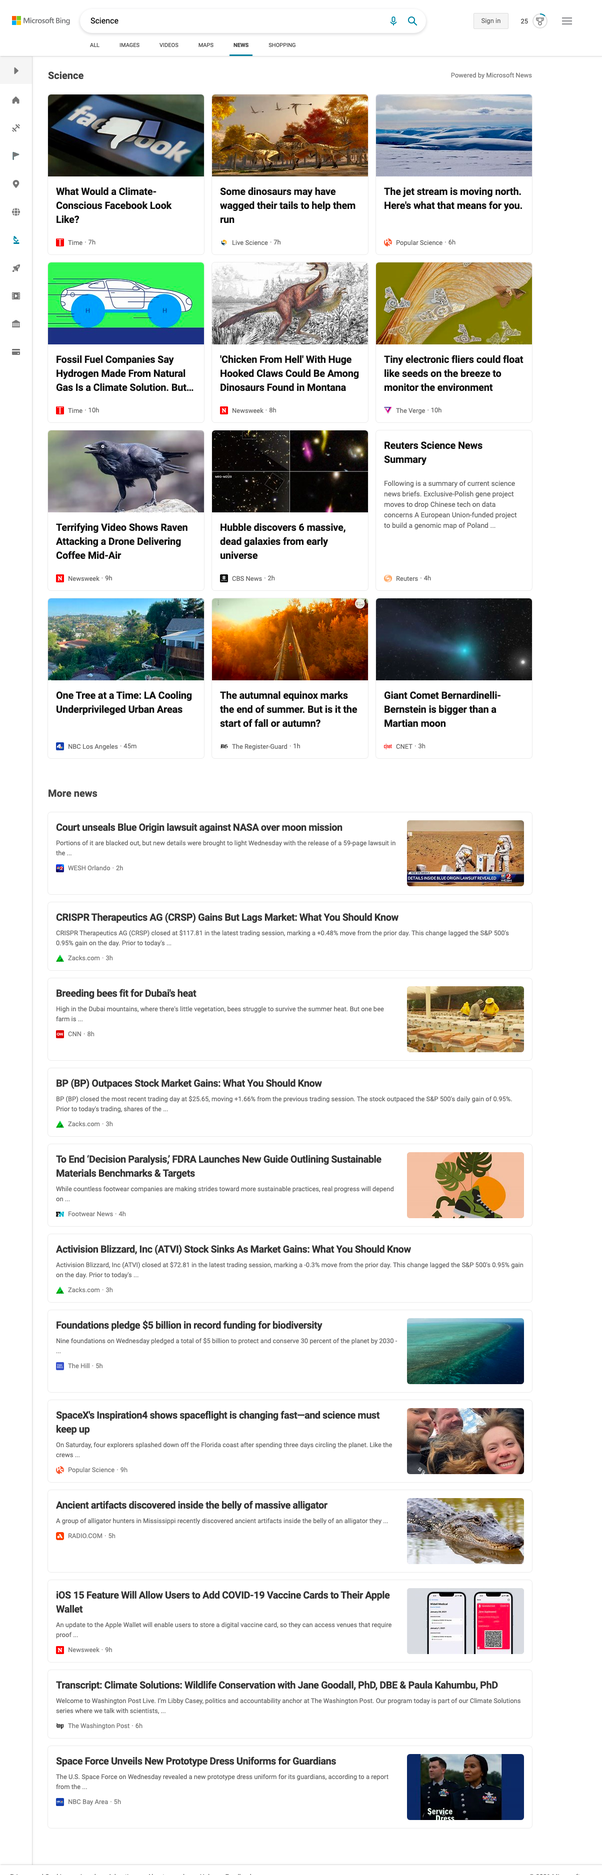 Microsoft Bing
Science
Sign in
25
ALL IMAGES VIDEOS MAPS NEWS SHOPPING
Science
Powered by Microsoft News
What Would a Climate-
Conscious Facebook Look
Like?
Time · 7h
Some dinosaurs may have
wagged their tails to help them
run
Live Science · 7h
The jet stream is moving north.
Here's what that means for you.
Popular Science · 6h
Fossil Fuel Companies Say
Hydrogen Made From Natural
Gas Is a Climate Solution. But...
Time · 10h
'Chicken From Hell' With Huge
Hooked Claws Could Be Among
Dinosaurs Found in Montana
Newsweek · 8h
Tiny electronic fliers could float
like seeds on the breeze to
monitor the environment
The Verge · 10h
Terrifying Video Shows Raven
Attacking a Drone Delivering
Coffee Mid-Air
Newsweek · 9h
Hubble discovers 6 massive,
dead galaxies from early
universe
CBS News · 2h
Reuters Science News
Summary
Following is a summary of current science
news briefs. Exclusive-Polish gene project
moves to drop Chinese tech on data
concerns A European Union-funded project
to build a genomic map of Poland ...
Reuters · 4h
One Tree at a Time: LA Cooling
Underprivileged Urban Areas
NBC Los Angeles · 45m
The autumnal equinox marks
the end of summer. But is it the
start of fall or autumn?
The Register-Guard · 1h
Giant Comet Bernardinelli-
Bernstein is bigger than a
Martian moon
CNET · 3h
More news
Court unseals Blue Origin lawsuit against NASA over moon mission
Portions of it are blacked out, but new details were brought to light Wednesday with the release of a 59-page lawsuit in
the ...
WESH Orlando · 2h
DETAILS INSIDE BLUE ORIGIN LAWSUIT REVEALED
CRISPR Therapeutics AG (CRSP) Gains But Lags Market: What You Should Know
CRISPR Therapeutics AG (CRSP) closed at $117.81 in the latest trading session, marking a +0.48% move from the prior day. This change lagged the S&P 500's
0.95% gain on the day. Prior to today's ...
Zacks.com · 3h
Breeding bees fit for Dubai's heat
High in the Dubai mountains, where there's little vegetation, bees struggle to survive the summer heat. But one bee
farm is ...
CNN · 8h
BP (BP) Outpaces Stock Market Gains: What You Should Know
BP (BP) closed the most recent trading day at $25.65, moving +1.66% from the previous trading session. The stock outpaced the S&P 500's daily gain of 0.95%.
Prior to today's trading, shares of the ...
Zacks.com · 3h
To End 'Decision Paralysis,' FDRA Launches New Guide Outlining Sustainable
Materials Benchmarks & Targets
While countless footwear companies are making strides toward more sustainable practices, real progress will depend
on ...
Footwear News · 4h
Activision Blizzard, Inc (ATVI) Stock Sinks As Market Gains: What You Should Know
Activision Blizzard, Inc (ATVI) closed at $72.81 in the latest trading session, marking a -0.3% move from the prior day. This change lagged the S&P 500's 0.95% gain
on the day. Prior to today's ...
Zacks.com · 3h
Foundations pledge $5 billion in record funding for biodiversity
Nine foundations on Wednesday pledged a total of $5 billion to protect and conserve 30 percent of the planet by 2030 -
...
The Hill · 5h
SpaceX's Inspiration4 shows spaceflight is changing fast—and science must
keep up
On Saturday, four explorers splashed down off the Florida coast after spending three days circling the planet. Like the
crews ...
Popular Science · 9h
Ancient artifacts discovered inside the belly of massive alligator
A group of alligator hunters in Mississippi recently discovered ancient artifacts inside the belly of an alligator they ...
RADIO.COM · 5h
iOS 15 Feature Will Allow Users to Add COVID-19 Vaccine Cards to Their Apple
Wallet
An update to the Apple Wallet will enable users to store a digital vaccine card, so they can access venues that require
proof ...
Newsweek · 9h
Transcript: Climate Solutions: Wildlife Conservation with Jane Goodall, PhD, DBE & Paula Kahumbu, PhD
Welcome to Washington Post Live. I'm Libby Casey, politics and accountability anchor at The Washington Post. Our program today is part of our Climate Solutions
series where we talk with scientists, ...
The Washington Post · 6h
Space Force Unveils New Prototype Dress Uniforms for Guardians
The U.S. Space Force on Wednesday revealed a new prototype dress uniform for its guardians, according to a report
from the ...
NBC Bay Area · 5h
Service
Dress